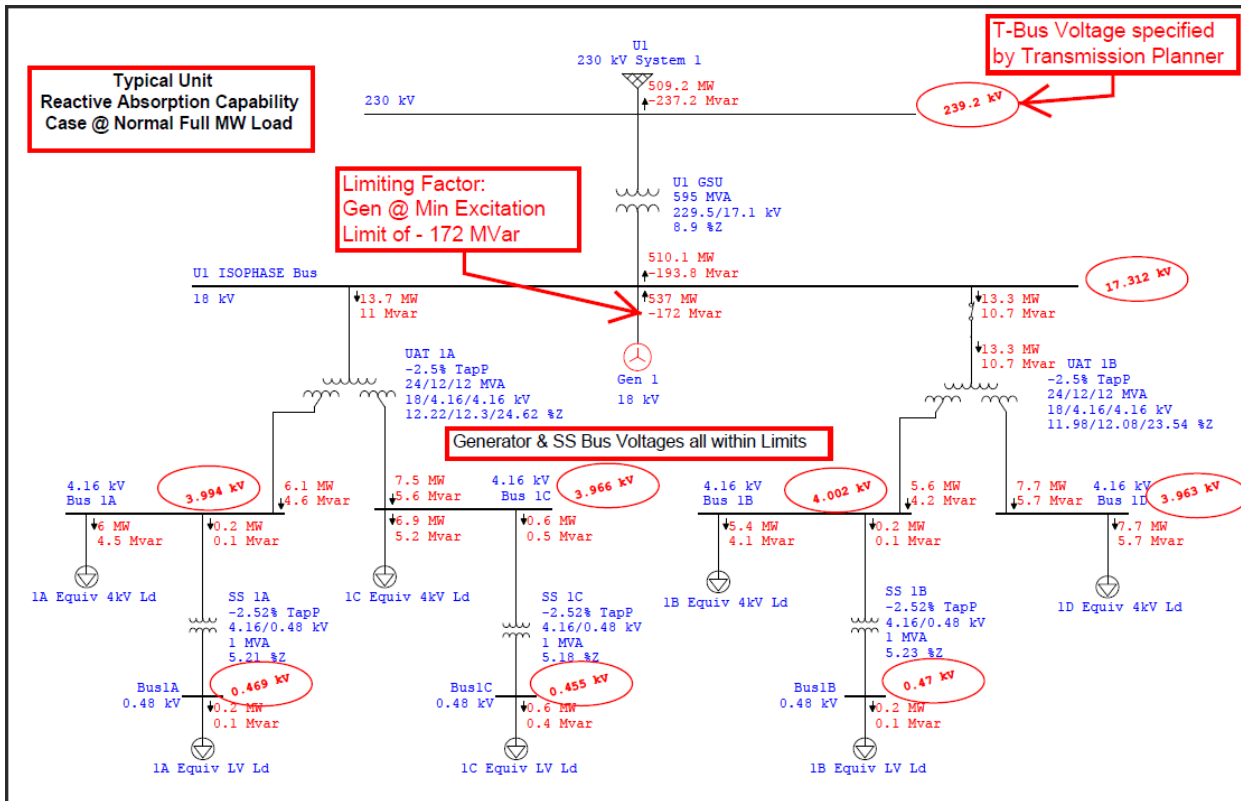 Typical Unit
Reactive Absorption Capability
Case @ Normal Full MW Load
U1
230 kV System 1
T-Bus Voltage specified
by Transmission Planner
509.2 MW
-237.2 Mvar
230 kV
239.2 kV
U1 GSU
595 MVA
229.5/17.1 kV
8.9 %Z
Limiting Factor:
Gen @ Min Excitation
Limit of - 172 MVar
510.1 MW
-193.8 Mvar
U1 ISOPHASE Bus
18 kV
17.312 kV
13.7 MW
11 Mvar
537 MW
-172 Mvar
13.3 MW
10.7 Mvar
13.3 MW
10.7 Mvar
UAT 1A
-2.5% TapP
24/12/12 MVA
18/4.16/4.16 kV
12.22/12.3/24.62 %Z
Gen 1
18 kV
UAT 1B
-2.5% TapP
24/12/12 MVA
18/4.16/4.16 kV
11.98/12.08/23.54 %Z
Generator & SS Bus Voltages all within Limits
4.16 kV
Bus 1A
3.994 kV
6.1 MW
4.6 Mvar
7.5 MW
5.6 Mvar
4.16 kV
Bus 1C
3.966 kV
4.16 kV
Bus 1B
4.002 kV
5.6 MW
4.2 Mvar
7.7 MW
5.7 Mvar
4.16 kV
Bus 1D
3.963 kV
6 MW
4.5 Mvar
0.2 MW
0.1 Mvar
6.9 MW
5.2 Mvar
0.6 MW
0.5 Mvar
5.4 MW
4.1 Mvar
0.2 MW
0.1 Mvar
7.7 MW
5.7 Mvar
1A Equiv 4kV Ld
1C Equiv 4kV Ld
1B Equiv 4kV Ld
1D Equiv 4kV Ld
SS 1A
-2.52% TapP
4.16/0.48 kV
1 MVA
5.21 %Z
SS 1C
-2.52% TapP
4.16/0.48 kV
1 MVA
5.18 %Z
SS 1B
-2.52% TapP
4.16/0.48 kV
1 MVA
5.23 %Z
Bus1A
0.48 kV
0.469 kV
0.2 MW
0.1 Mvar
Bus1C
0.48 kV
0.455 kV
0.6 MW
0.4 Mvar
Bus1B
0.48 kV
0.47 kV
0.2 MW
0.1 Mvar
1A Equiv LV Ld
1C Equiv LV Ld
1B Equiv LV Ld